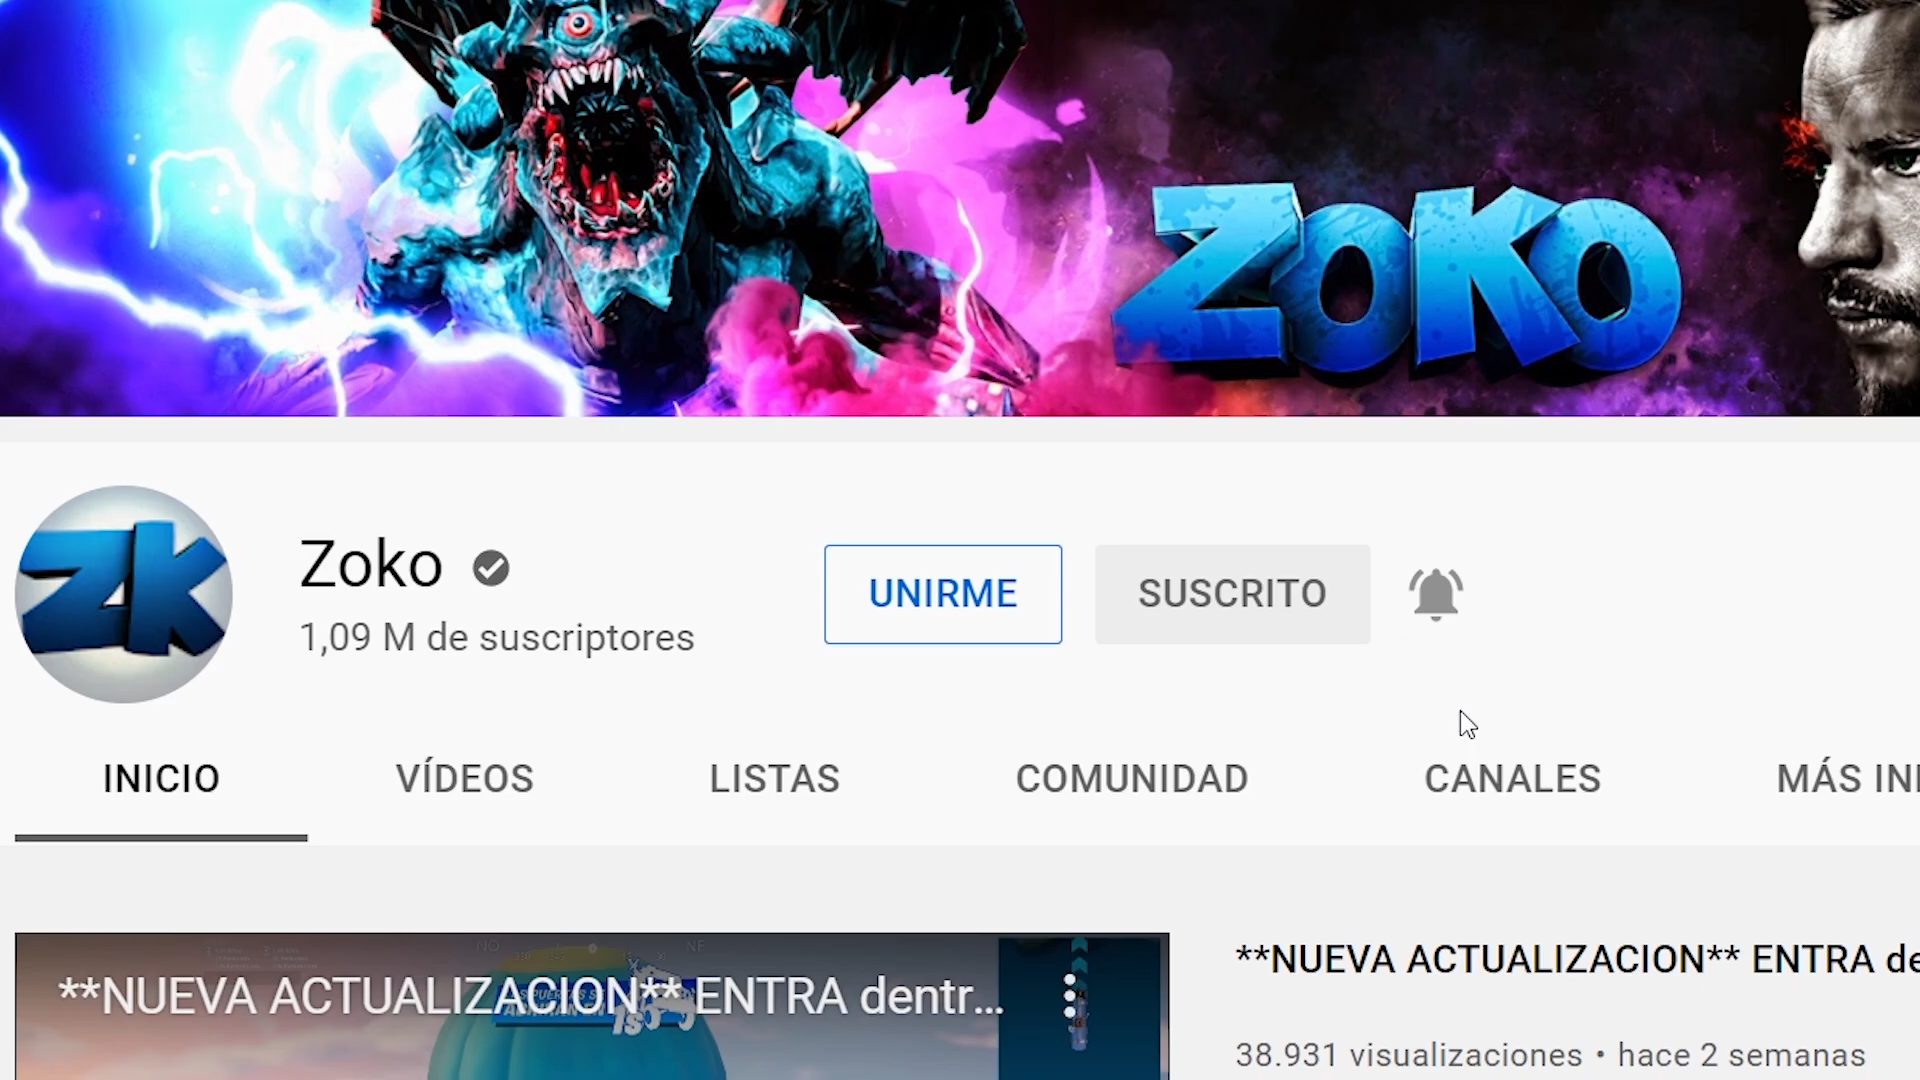 ZOKO
ZK
Zoko
1,09 M de suscriptores
UNIRME
SUSCRITO
INICIO
VÍDEOS
LISTAS
COMUNIDAD
CANALES
MÁS IN
**NUEVA ACTUALIZACION** ENTRA dentr...
**NUEVA ACTUALIZACION** ENTRA de
38.931 visualizaciones • hace 2 semanas